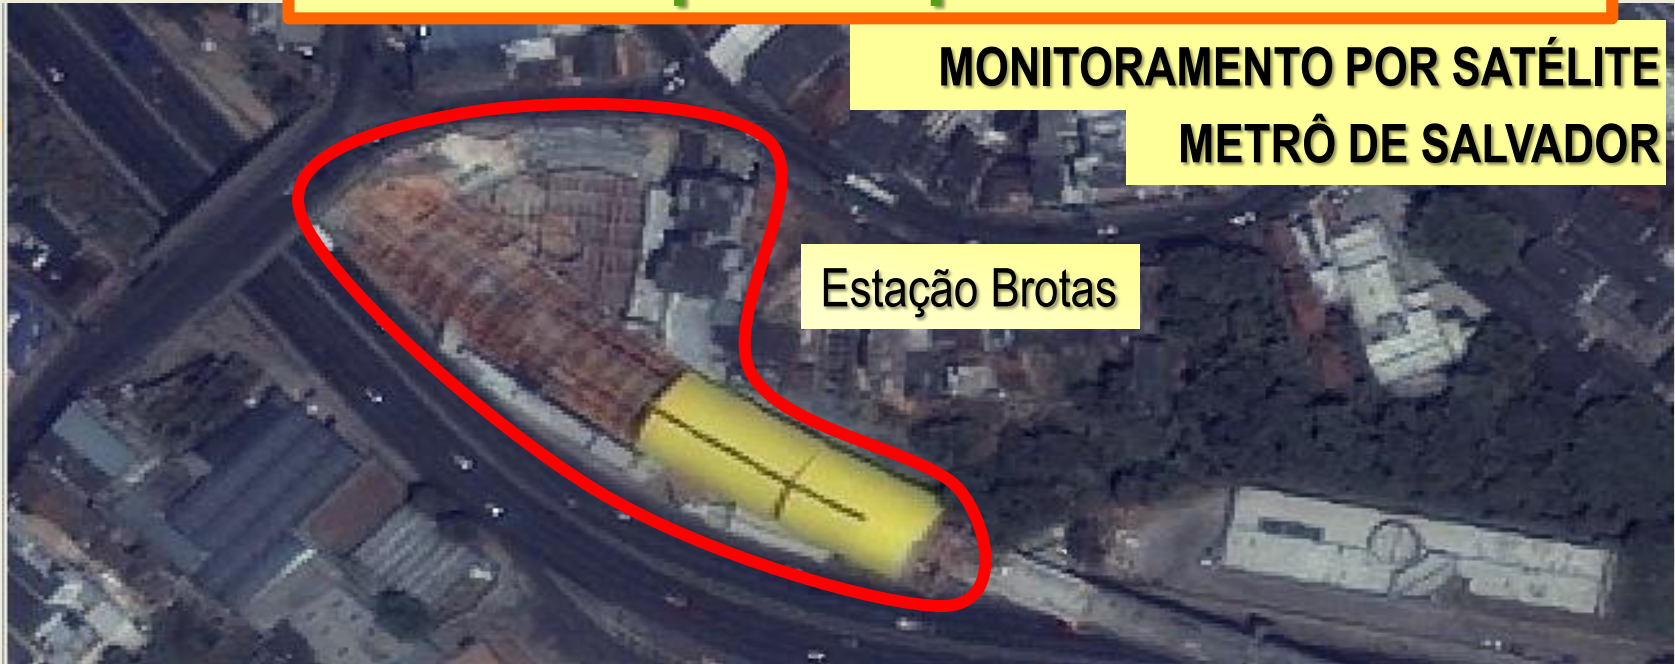 MONITORAMENTO POR SATÉLITE
METRÔ DE SALVADOR
Estação Brotas